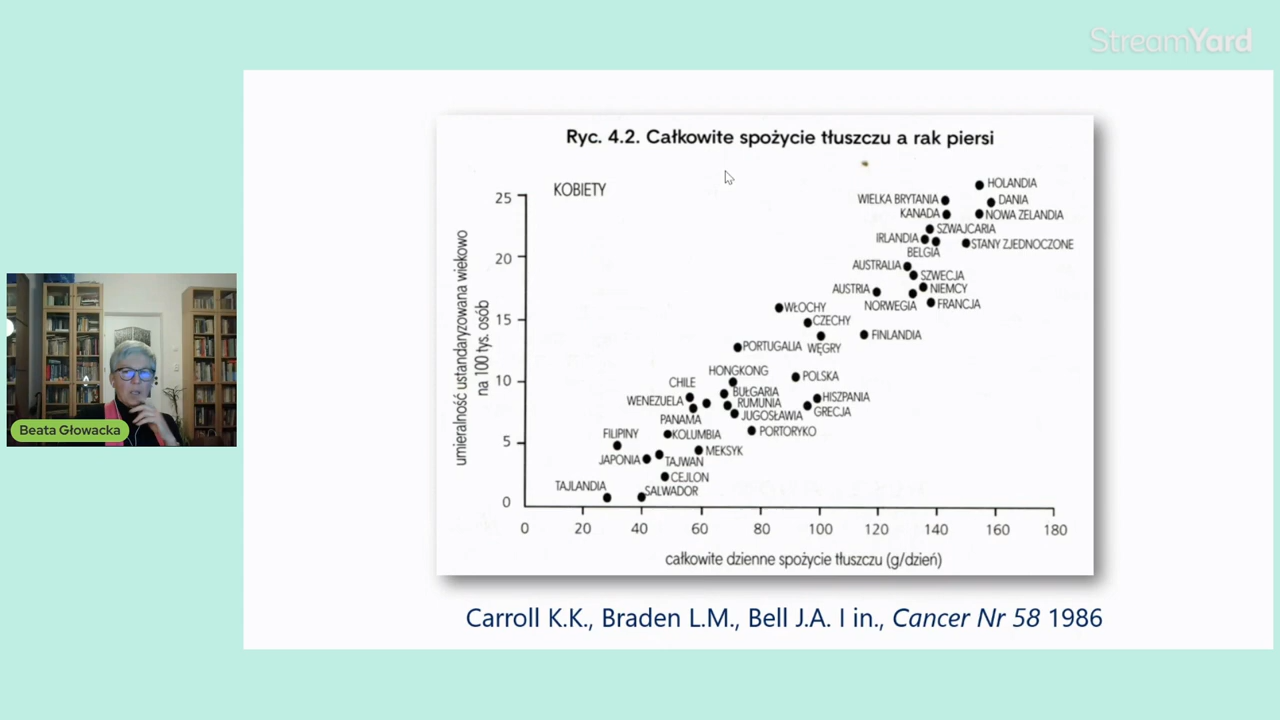 StreamYard
Ryc. 4.2. Całkowite spożycie tłuszczu a rak piersi
KOBIETY
umieralność ustandaryzowana wiekowo
na 100 tys. osób
25
20
15
10
5
0
HOLANDIA
WIELKA BRYTANIA
DANIA
KANADA
NOWA ZELANDIA
SZWAJCARIA
IRLANDIA
STANY ZJEDNOCZONE
BELGIA
AUSTRALIA
SZWECJA
AUSTRIA
NIEMCY
NORWEGIA
FRANCJA
WŁOCHY
CZECHY
FINLANDIA
PORTUGALIA
WĘGRY
HONGKONG
POLSKA
CHILE
BUŁGARIA
HISZPANIA
WENEZUELA
RUMUNIA
GRECJA
PANAMA
JUGOSŁAWIA
FILIPINY
KOLUMBIA
PORTORYKO
MEKSYK
JAPONIA
TAJWAN
CEJLON
TAJLANDIA
SALWADOR
0 20 40 60 80 100 120 140 160 180
całkowite dzienne spożycie tłuszczu (g/dzień)
Beata Głowacka
Carroll K.K., Braden L.M., Bell J.A. I in., Cancer Nr 58 1986